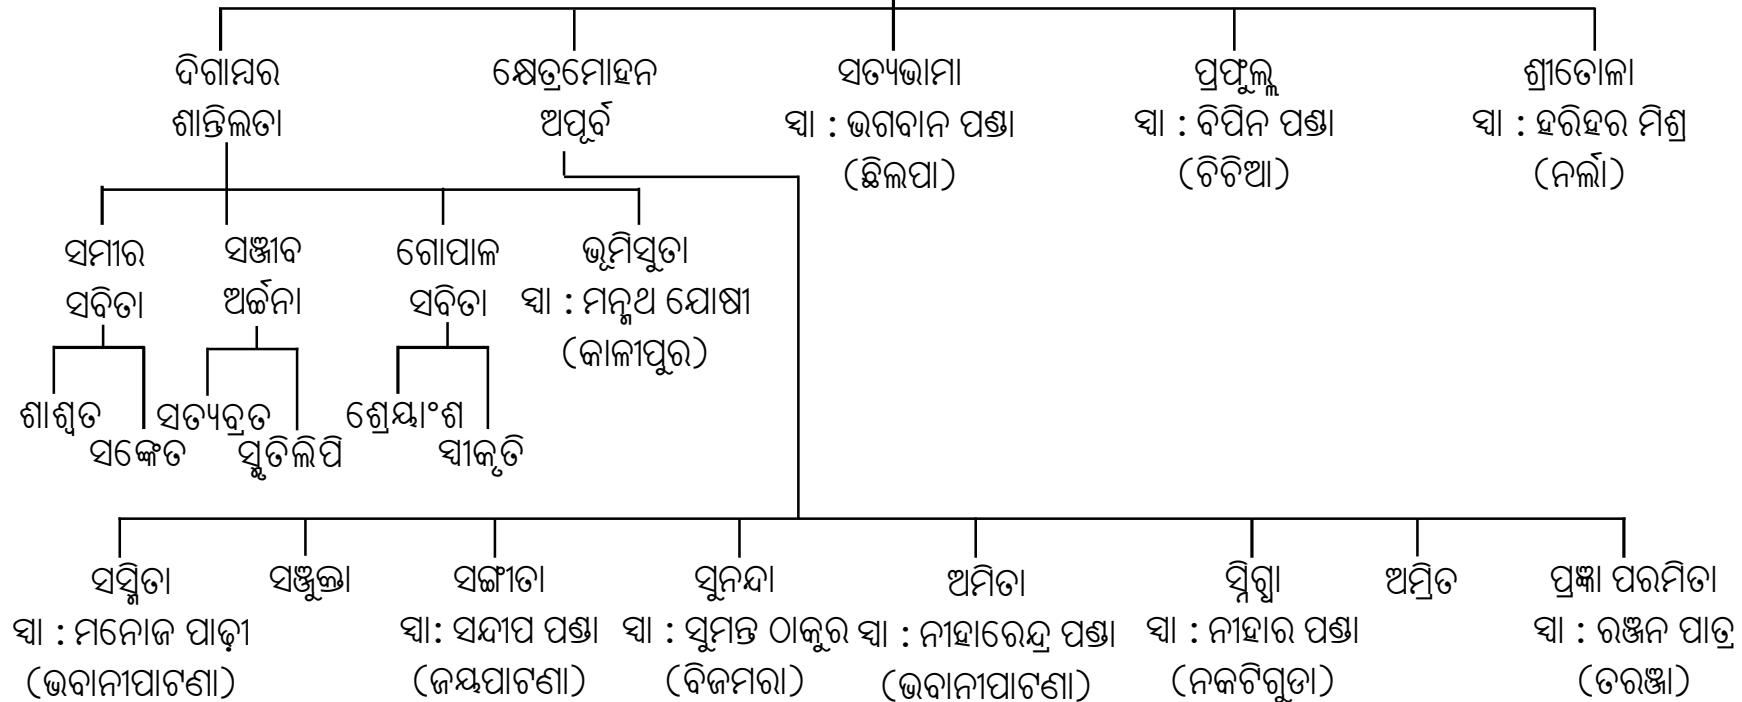 ଦିଗାମ୍ବର କ୍ଷେତ୍ରମୋହନ ସତ୍ୟଭାମା ପ୍ରଫୁଲ୍ଲ ଶ୍ରୀତୋଳା
ଶାନ୍ତିଲତା ଅପୂର୍ବ ସ୍ୱା : ଭଗବାନ ପଣ୍ଡା ସ୍ୱା : ବିପିନ ପଣ୍ଡା ସ୍ୱା : ହରିହର ମିଶ୍ର
(ଛିଲପା) (ଚିଚିଆ) (ନର୍ଲା)
ସମୀର ସଞ୍ଜୀବ ଗୋପାଳ ଭୂମିସୁତା
ସବିତା ଅର୍ଚ୍ଚନା ସବିତା ସ୍ୱା : ମନ୍ମଥ ଯୋଷୀ
(କାଳୀପୁର)
ଶାଶ୍ୱତ ସତ୍ୟବ୍ରତ ଶ୍ରେୟାଂଶ
ସଙ୍କେତ ସ୍ମୃତିଲିପି ସ୍ୱୀକୃତି
ସସ୍ମିତା ସଞ୍ଜୁକ୍ତା ସଙ୍ଗୀତା ସୁନନ୍ଦା ଅମିତା ସ୍ନିଗ୍ଧା ଅମ୍ରିତ ପ୍ରଜ୍ଞା ପରମିତା
ସ୍ୱା : ମନୋଜ ପାଢ଼ୀ ସ୍ୱା: ସନ୍ଦୀପ ପଣ୍ଡା ସ୍ୱା : ସୁମନ୍ତ ଠାକୁର ସ୍ୱା : ନୀହାରେନ୍ଦ୍ର ପଣ୍ଡା ସ୍ୱା : ନୀହାର ପଣ୍ଡା ସ୍ୱା : ରଞ୍ଜନ ପାତ୍ର
(ଭବାନୀପାଟଣା) (ଜୟପାଟଣା) (ବିଜମରା) (ଭବାନୀପାଟଣା) (ନକଟିଗୁଡା) (ତରଞ୍ଜା)